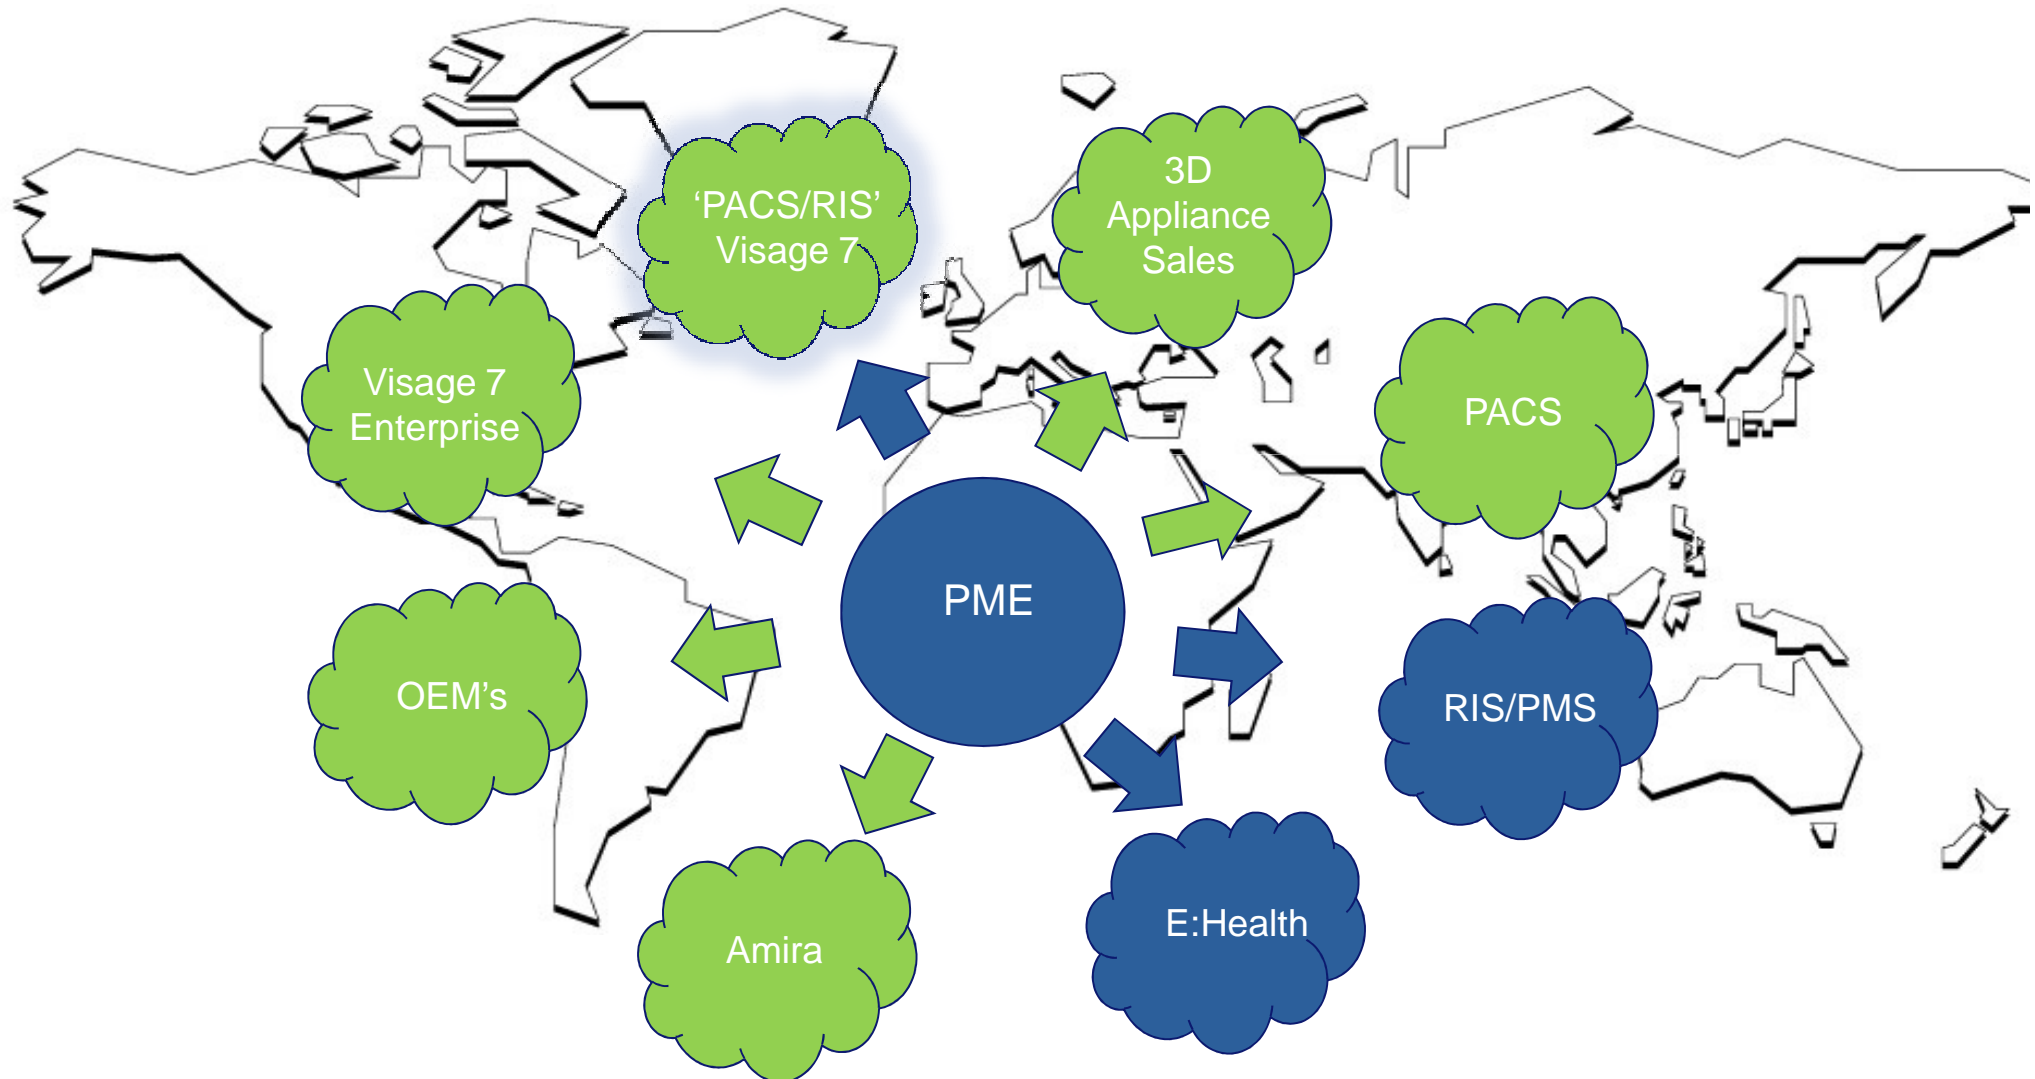 ‘PACS/RIS’
Visage 7
3D
Appliance
Sales
Visage 7
Enterprise
PACS
PME
OEM’s
RIS/PMS
Amira
E:Health